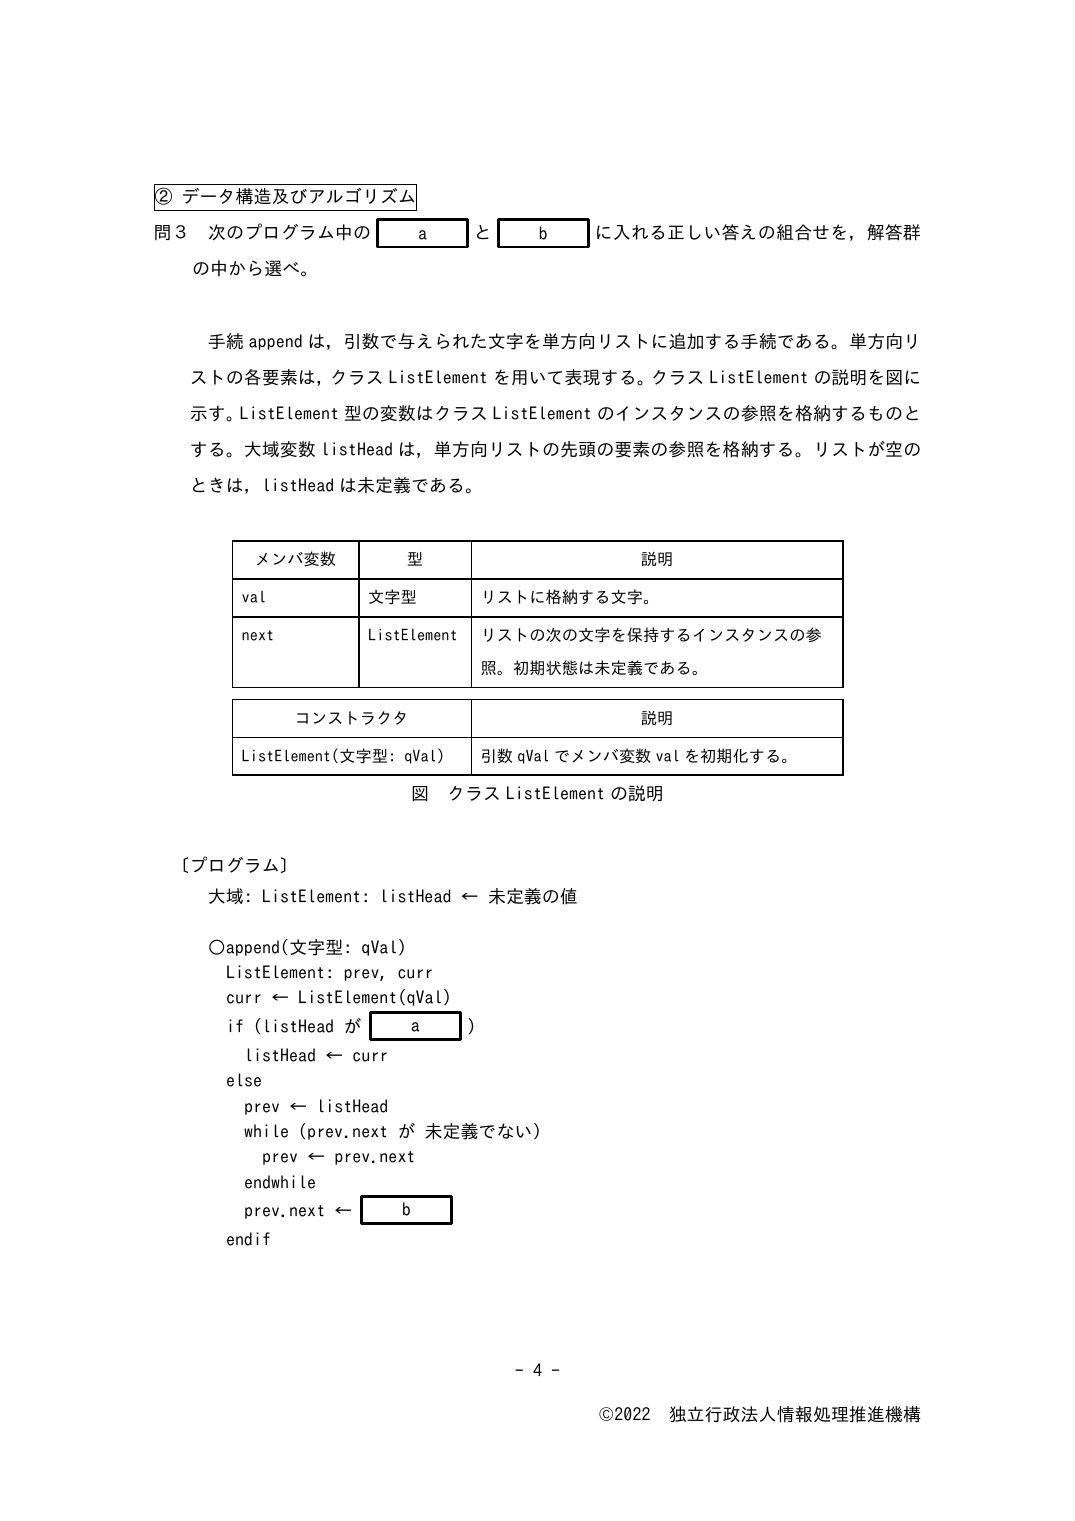 ② データ構造及びアルゴリズム
問3　次のプログラム中の a と b に入れる正しい答えの組合せを，解答群
の中から選べ。
手続 append は，引数で与えられた文字を単方向リストに追加する手続である。単方向リ
ストの各要素は，クラス ListElement を用いて表現する。クラス ListElement の説明を図に
示す。ListElement 型の変数はクラス ListElement のインスタンスの参照を格納するものと
する。大域変数 listHead は，単方向リストの先頭の要素の参照を格納する。リストが空の
ときは，listHead は未定義である。
メンバ変数　型　説明
val　文字型　リストに格納する文字。
next　ListElement　リストの次の文字を保持するインスタンスの参
照。初期状態は未定義である。
コンストラクタ　説明
ListElement(文字型: qVal)　引数 qVal でメンバ変数 val を初期化する。
図　クラス ListElement の説明
〔プログラム〕
大域: ListElement: listHead ← 未定義の値
○append(文字型: qVal)
ListElement: prev, curr
curr ← ListElement(qVal)
if (listHead が a )
listHead ← curr
else
prev ← listHead
while (prev.next が 未定義でない)
prev ← prev.next
endwhile
prev.next ← b
endif
- 4 -
©2022　独立行政法人情報処理推進機構